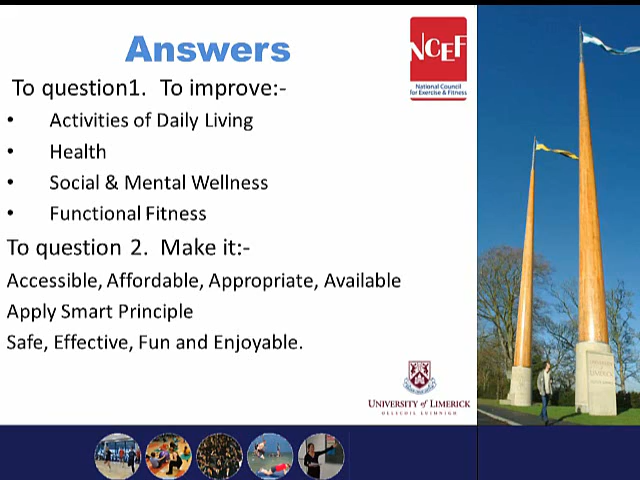 Answers
To question1. To improve:-
• Activities of Daily Living
• Health
• Social & Mental Wellness
• Functional Fitness
To question 2. Make it:-
Accessible, Affordable, Appropriate, Available
Apply Smart Principle
Safe, Effective, Fun and Enjoyable.
NCEF
National Council
for Exercise & Fitness
UNIVERSITY of LIMERICK
OLLSCOIL LUIMNIGH
LIMERICK